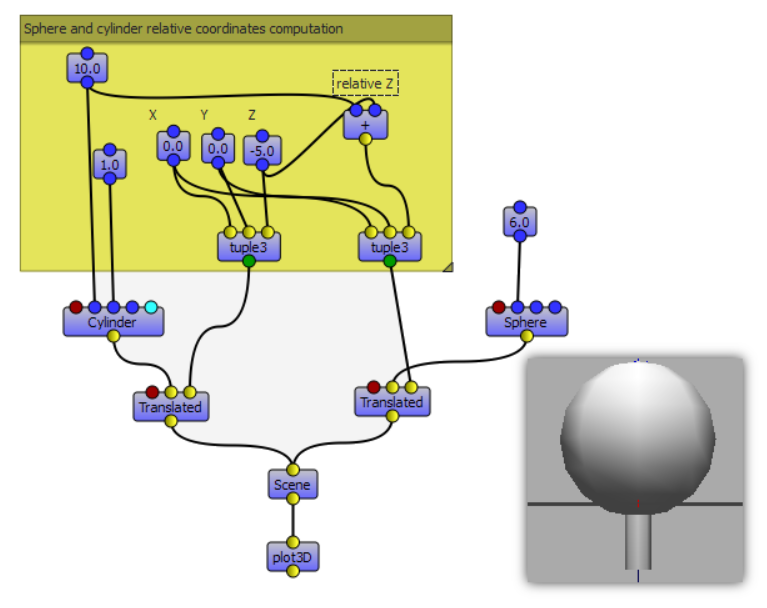 Sphere and cylinder relative coordinates computation
10.0
relative Z
X Y Z
+
0.0 0.0 -5.0
1.0
6.0
tuple3 tuple3
Cylinder Sphere
Translated Translated
Scene
plot3D